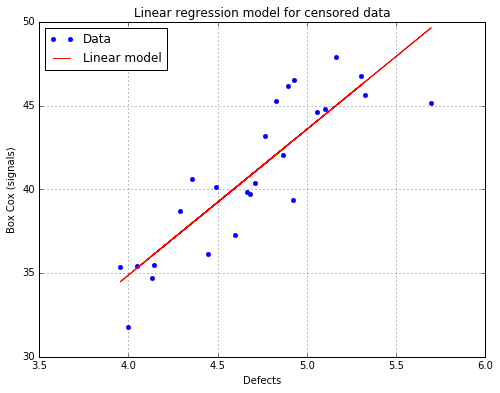 Linear regression model for censored data
Data
Linear model
Box Cox (signals)
50
45
40
35
30
3.5 4.0 4.5 5.0 5.5 6.0
Defects